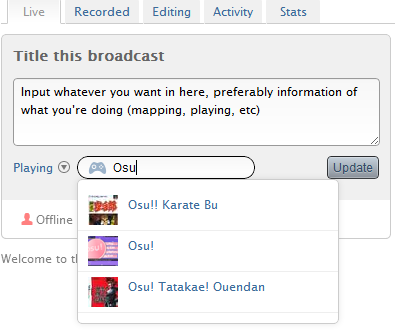 Live Recorded Editing Activity Stats
Title this broadcast
Input whatever you want in here, preferably information of
what you're doing (mapping, playing, etc)
Playing Osu Update
Osu!! Karate Bu
Offline
Osu!
Welcome to th
Osu! Tatakae! Ouendan